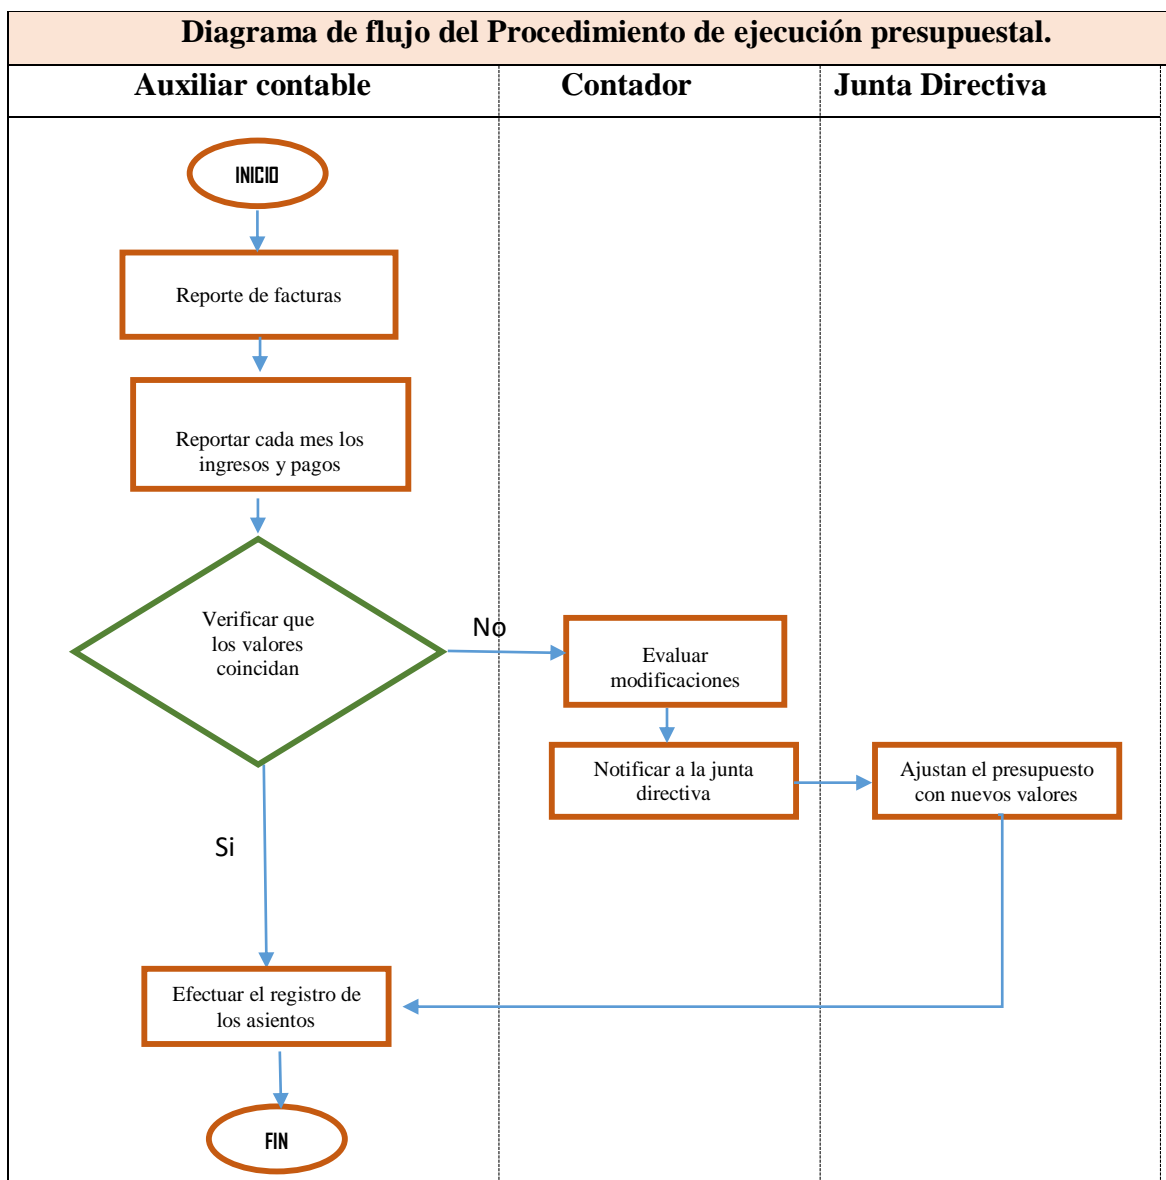 Diagrama de flujo del Procedimiento de ejecución presupuestal.
Auxiliar contable
Contador
Junta Directiva
INICIO
Reporte de facturas
Reportar cada mes los
ingresos y pagos
Verificar que
los valores
coincidan
No
Evaluar
modificaciones
Notificar a la junta
directiva
Ajustan el presupuesto
con nuevos valores
Si
Efectuar el registro de
los asientos
FIN